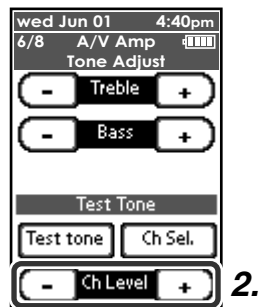 wed Jun 01 4:40pm
6/8 A/V Amp
Tone Adjust
- Treble +
- Bass +
Test Tone
Test tone Ch Sel.
- Ch Level + 2.